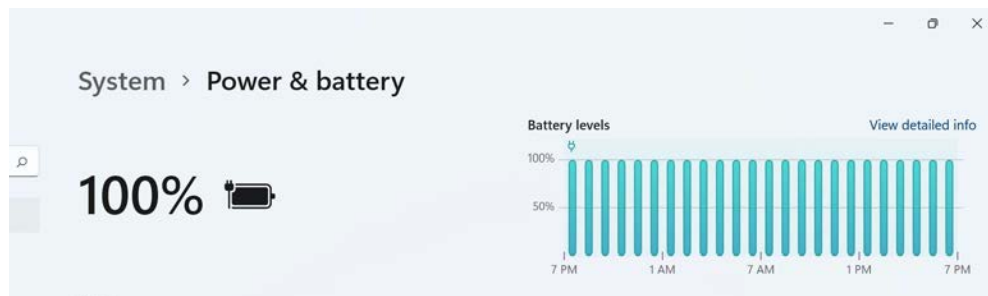 System > Power & battery
Battery levels
View detailed info
100%
100%
50%
7 PM
1 AM
7 AM
1 PM
7 PM